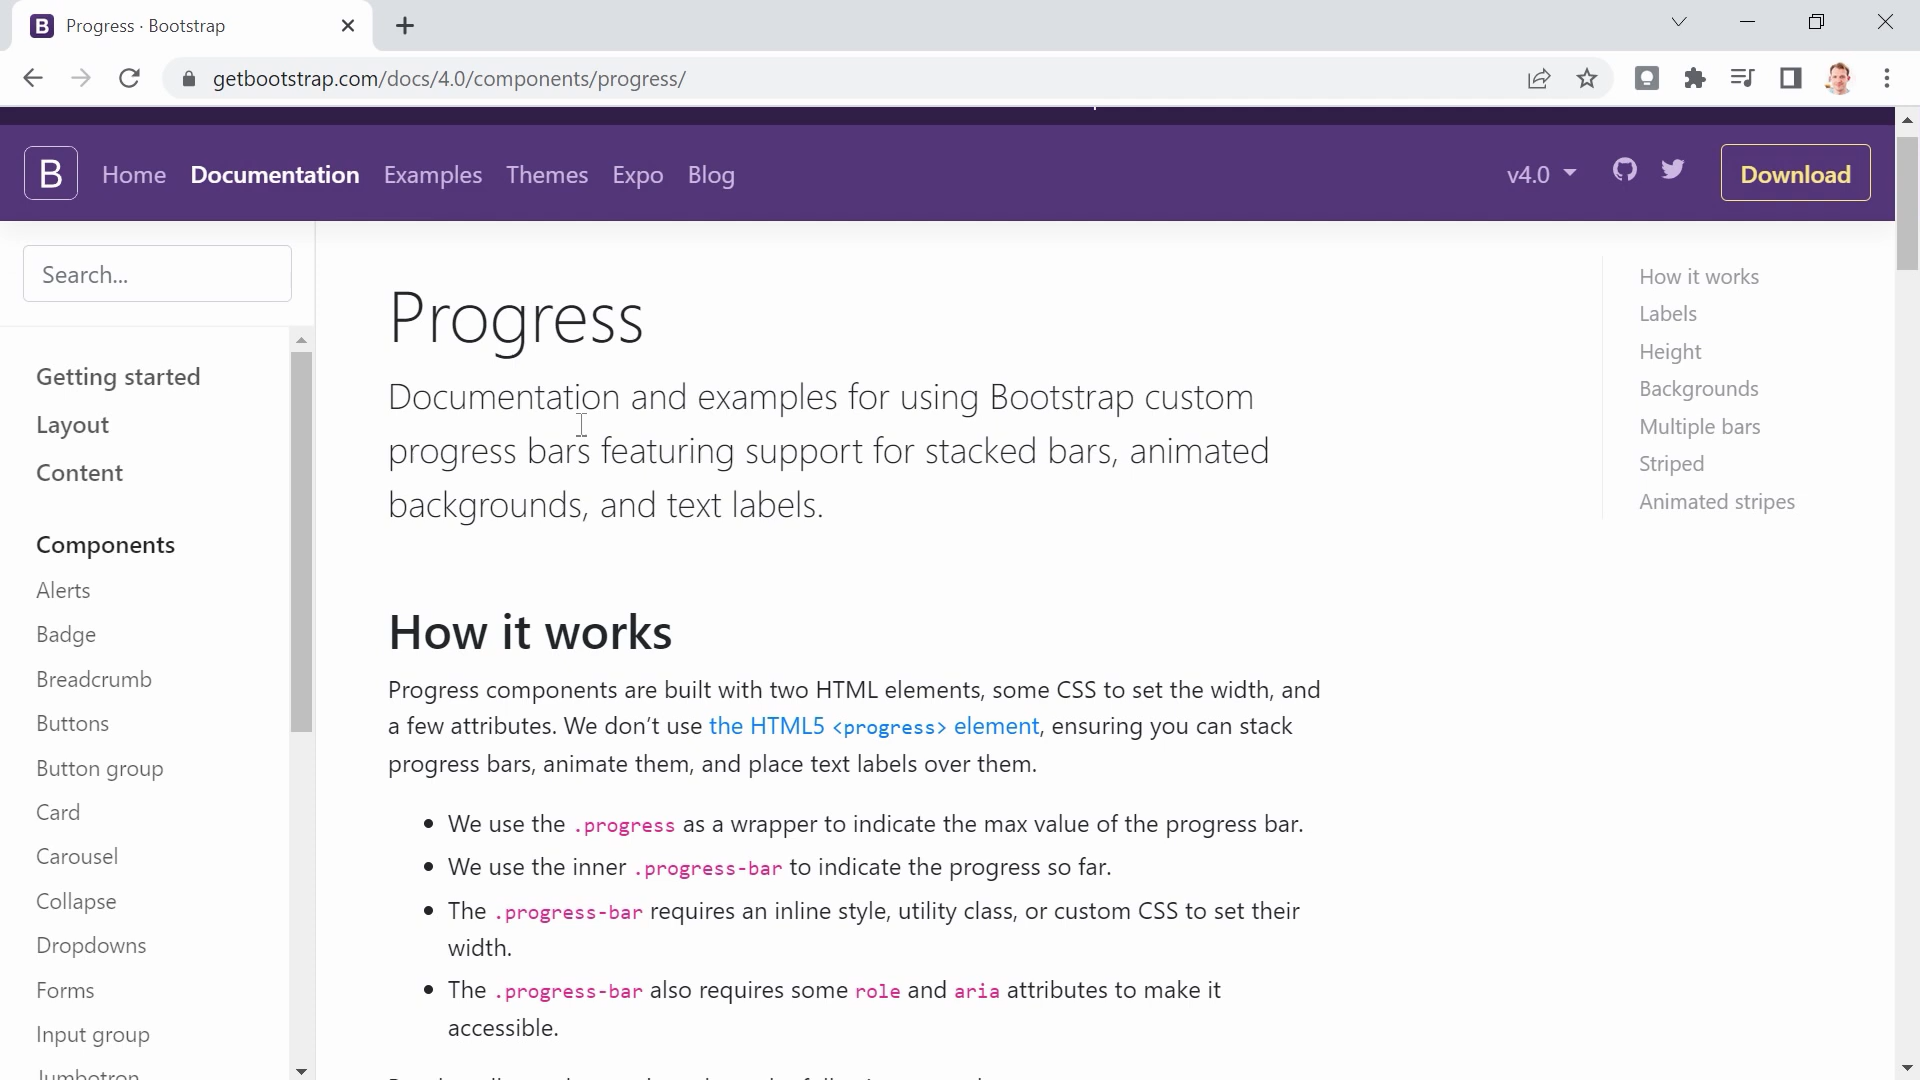 B Progress · Bootstrap
getbootstrap.com/docs/4.0/components/progress/
B Home Documentation Examples Themes Expo Blog v4.0 Download
Search...
Getting started
Layout
Content
Components
Alerts
Badge
Breadcrumb
Buttons
Button group
Card
Carousel
Collapse
Dropdowns
Forms
Input group
Jumbotron
Progress
Documentation and examples for using Bootstrap custom
progress bars featuring support for stacked bars, animated
backgrounds, and text labels.
How it works
Progress components are built with two HTML elements, some CSS to set the width, and
a few attributes. We don’t use the HTML5 <progress> element, ensuring you can stack
progress bars, animate them, and place text labels over them.
• We use the .progress as a wrapper to indicate the max value of the progress bar.
• We use the inner .progress-bar to indicate the progress so far.
• The .progress-bar requires an inline style, utility class, or custom CSS to set their
width.
• The .progress-bar also requires some role and aria attributes to make it
accessible.
How it works
Labels
Height
Backgrounds
Multiple bars
Striped
Animated stripes